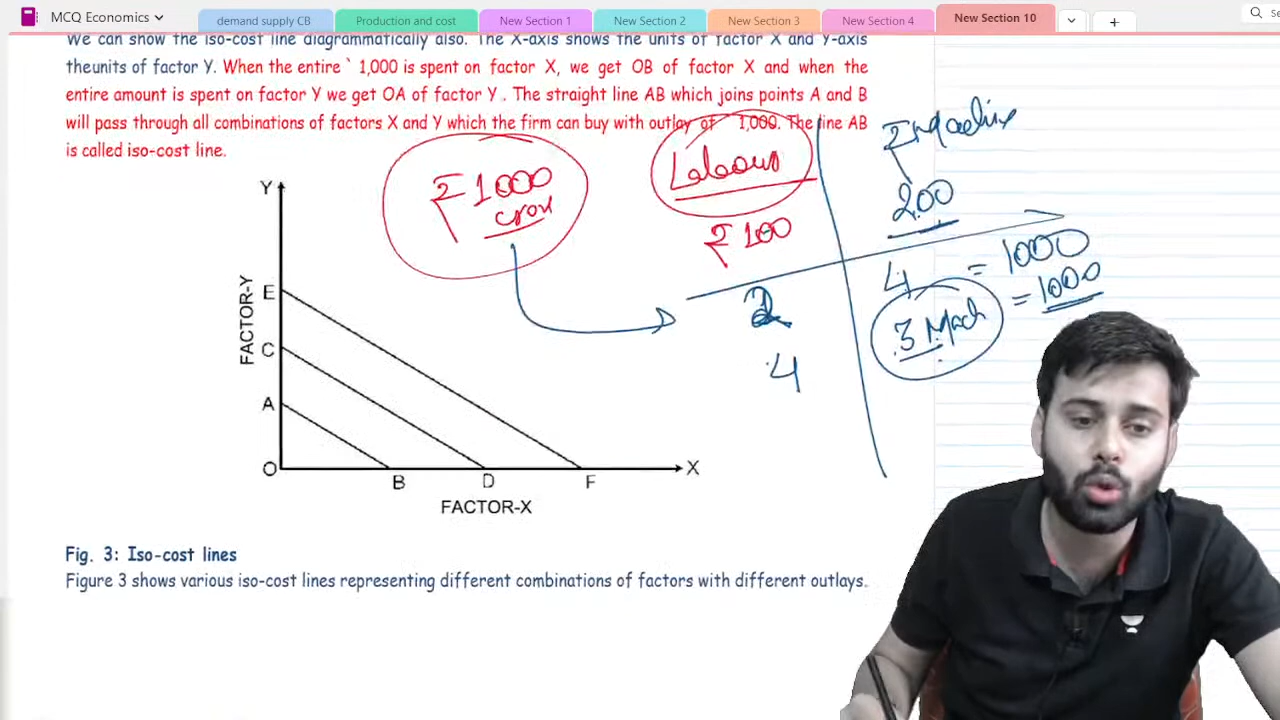 MCQ Economics
demand supply CB
Production and cost
New Section 1
New Section 2
New Section 3
New Section 4
New Section 10
We can show the iso-cost line diagrammatically also. The X-axis shows the units of factor X and Y-axis
theunits of factor Y. When the entire ` 1,000 is spent on factor X, we get OB of factor X and when the
entire amount is spent on factor Y we get OA of factor Y . The straight line AB which joins points A and B
will pass through all combinations of factors X and Y which the firm can buy with outlay of ` 1,000. The line AB
is called iso-cost line.
₹ 1000
Labour
₹ 100
200
2
4 = 1000
4
3 Mach = 1000
Y
E
C
A
O
B
D
F
X
FACTOR-Y
FACTOR-X
Fig. 3: Iso-cost lines
Figure 3 shows various iso-cost lines representing different combinations of factors with different outlays.